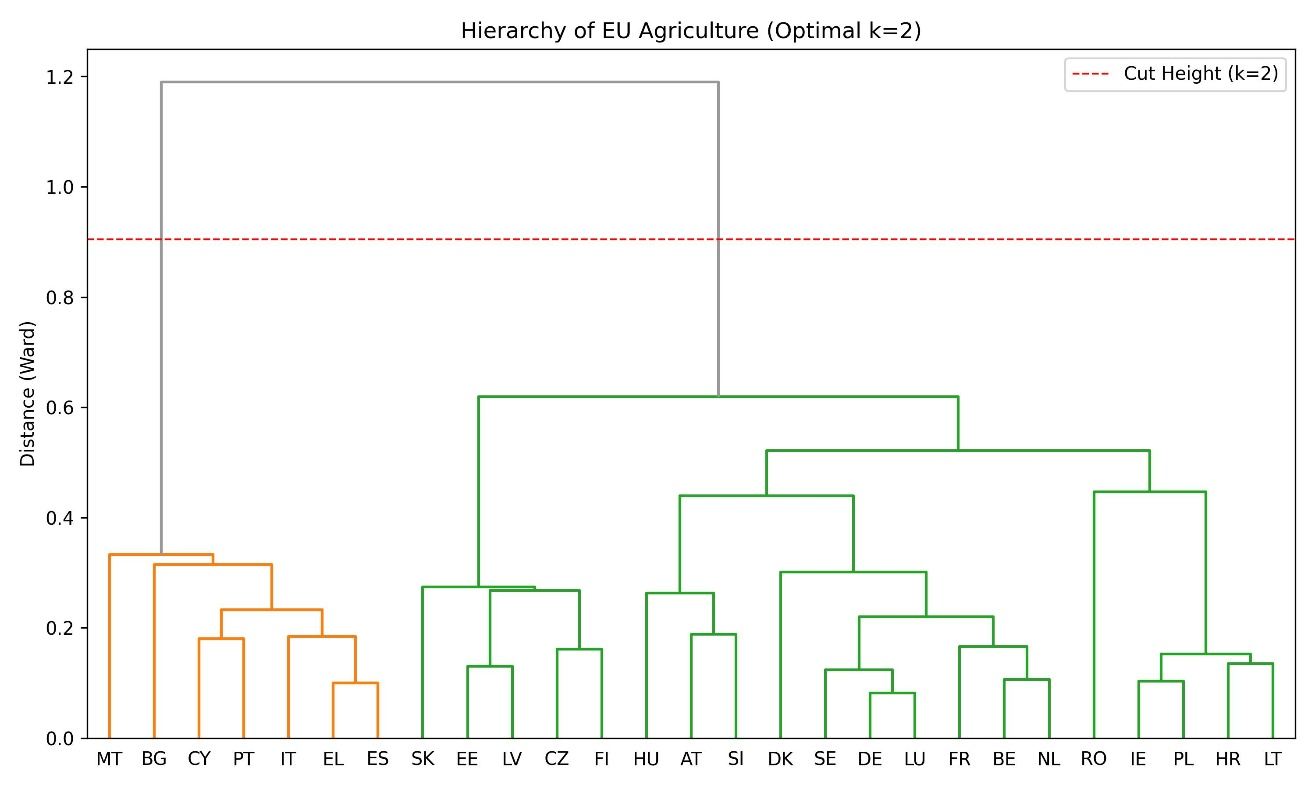 Hierarchy of EU Agriculture (Optimal k=2)
Cut Height (k=2)
Distance (Ward)
1.2
1.0
0.8
0.6
0.4
0.2
0.0
MT BG CY PT IT EL ES SK EE LV CZ FI HU AT SI DK SE DE LU FR BE NL RO IE PL HR LT